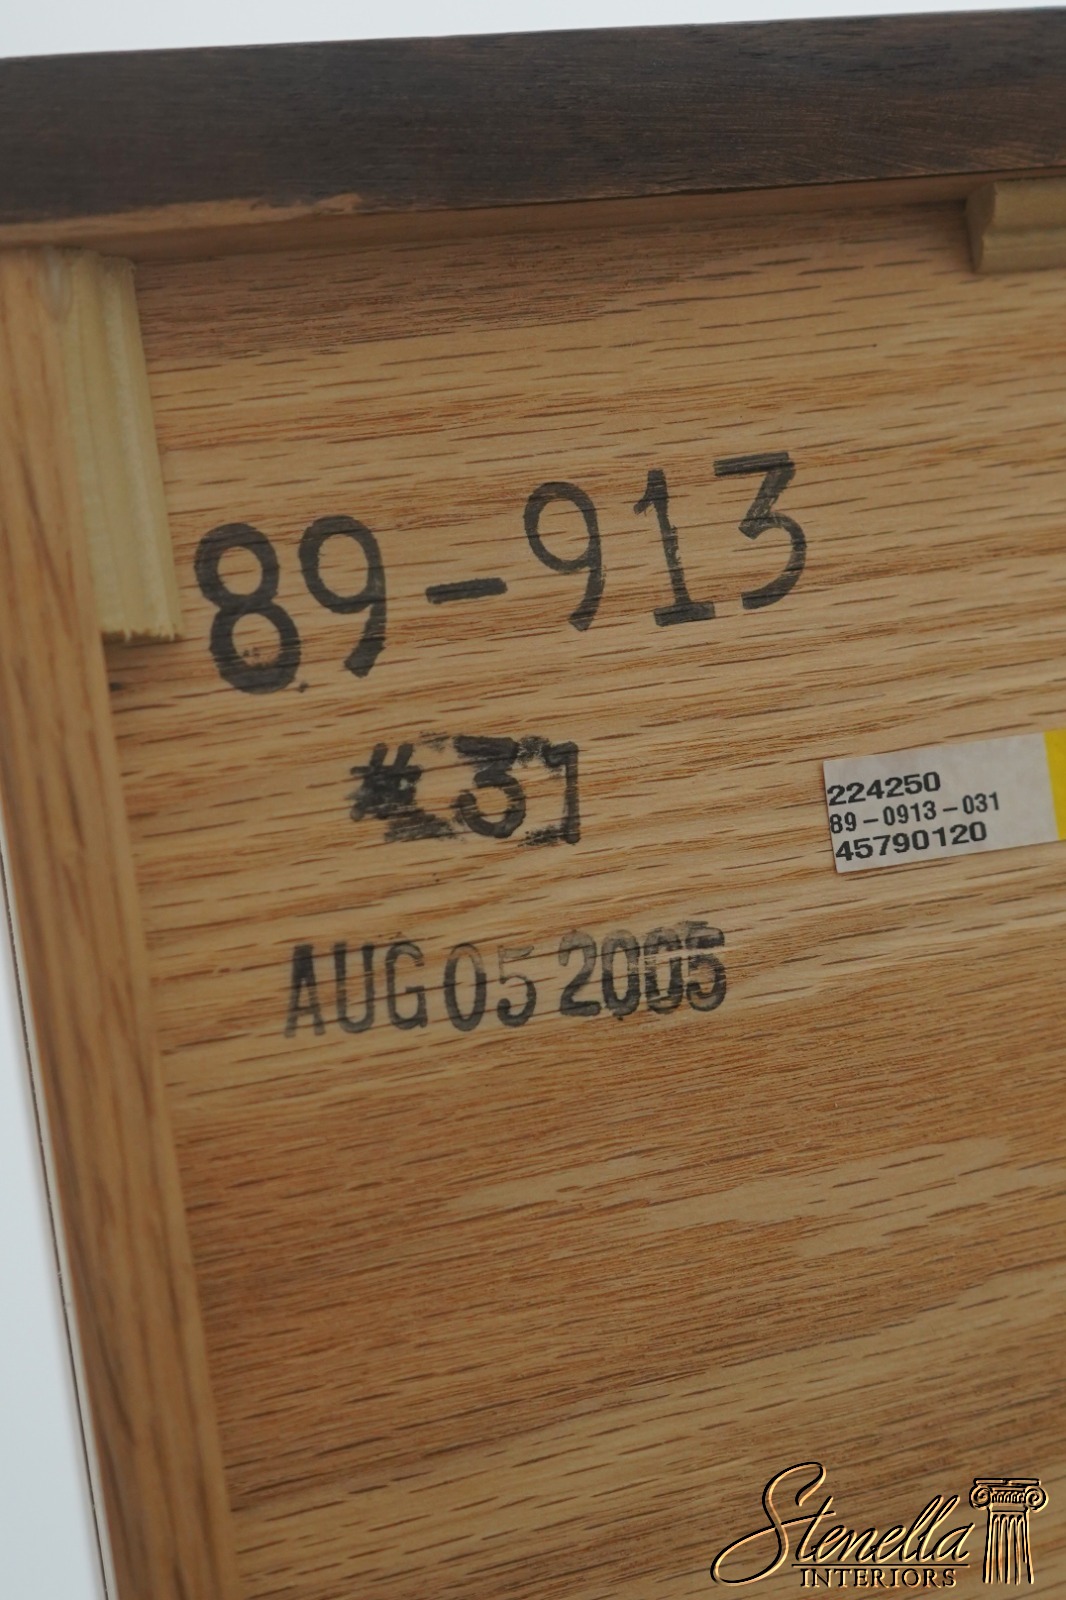 89-913
#31
AUG 05 2005
224250
89-0913-031
45790120
Stenella
INTERIORS